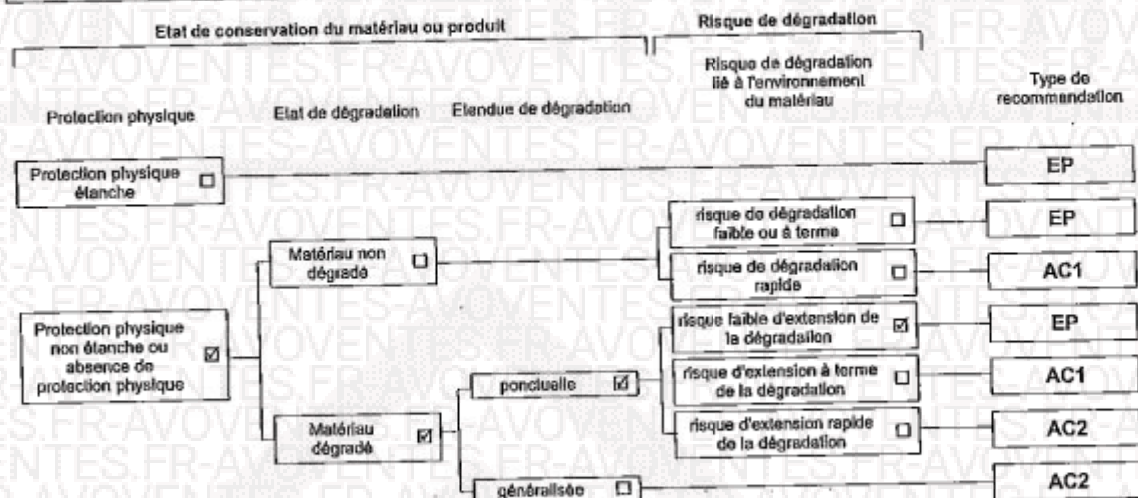 Etat de conservation du matériau ou produit
Risque de dégradation
Protection physique
Etat de dégradation
Etendue de dégradation
Risque de dégradation
lié à l'environnement
du matériau
Type de
recommandation
Protection physique
étanche
EP
risque de dégradation
faible ou à terme
EP
Matériau non
dégradé
risque de dégradation
rapide
AC1
Protection physique
non étanche ou
absence de
protection physique
risque faible d'extension de
la dégradation
EP
ponctuelle
risque d'extension à terme
de la dégradation
AC1
Matériau
dégradé
risque d'extension rapide
de la dégradation
AC2
généralisée
AC2
AVOVENTES.FR